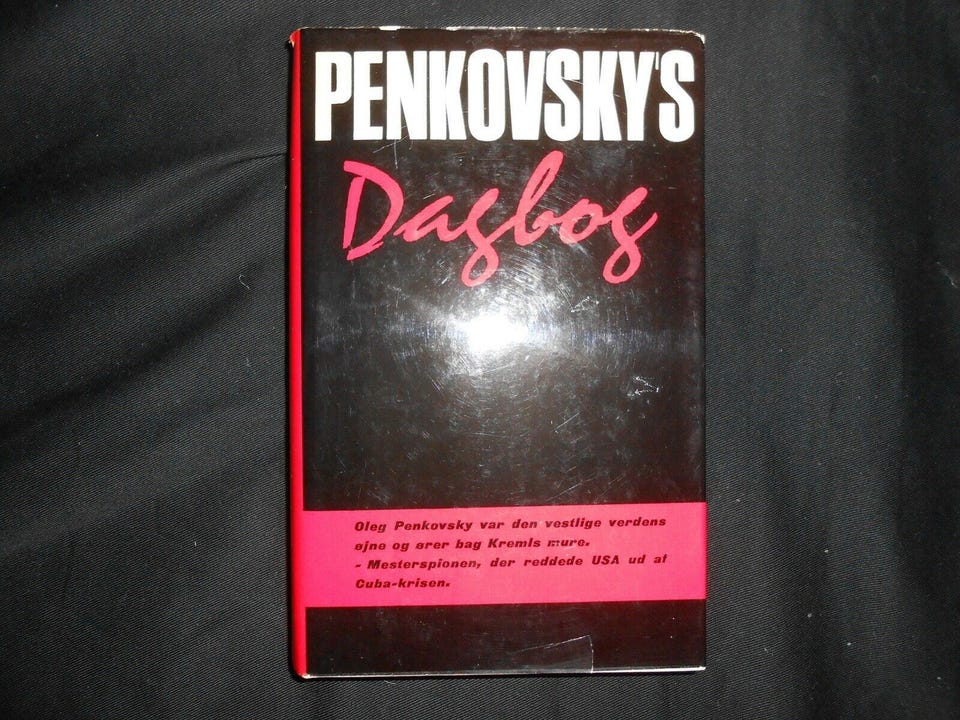 PENKOVSKY'S
Dagbog
Oleg Penkovsky var den vestlige verdens
øjne og ører bag Kremls mure.
- Mesterspionen, der reddede USA ud af
Cuba-krisen.